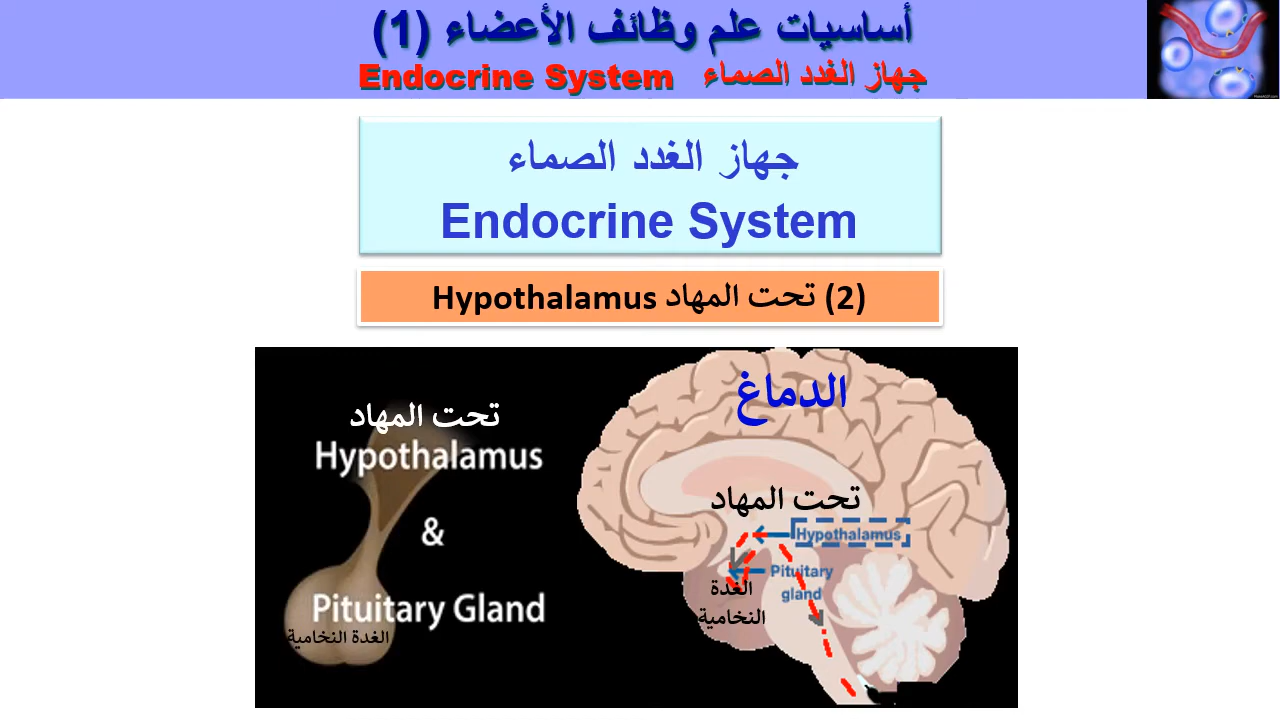 أساسيات علم وظائف الأعضاء (1)
جهاز الغدد الصماء Endocrine System
جهاز الغدد الصماء
Endocrine System
(2) تحت المهاد Hypothalamus
تحت المهاد
Hypothalamus
&
Pituitary Gland
الغدة النخامية
الدماغ
تحت المهاد
Hypothalamus
Pituitary
gland
الغدة
النخامية